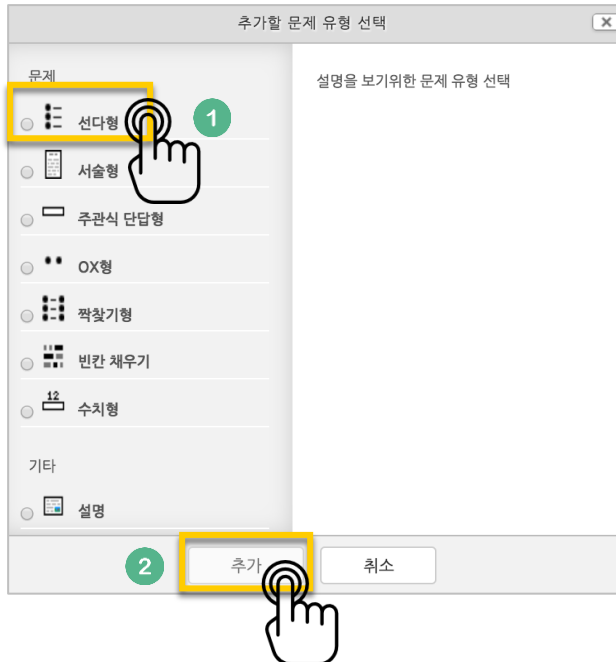 추가할 문제 유형 선택
x
문제
설명을 보기위한 문제 유형 선택
선다형
1
서술형
주관식 단답형
OX형
짝찾기형
빈칸 채우기
12
수치형
기타
설명
2
추가
취소